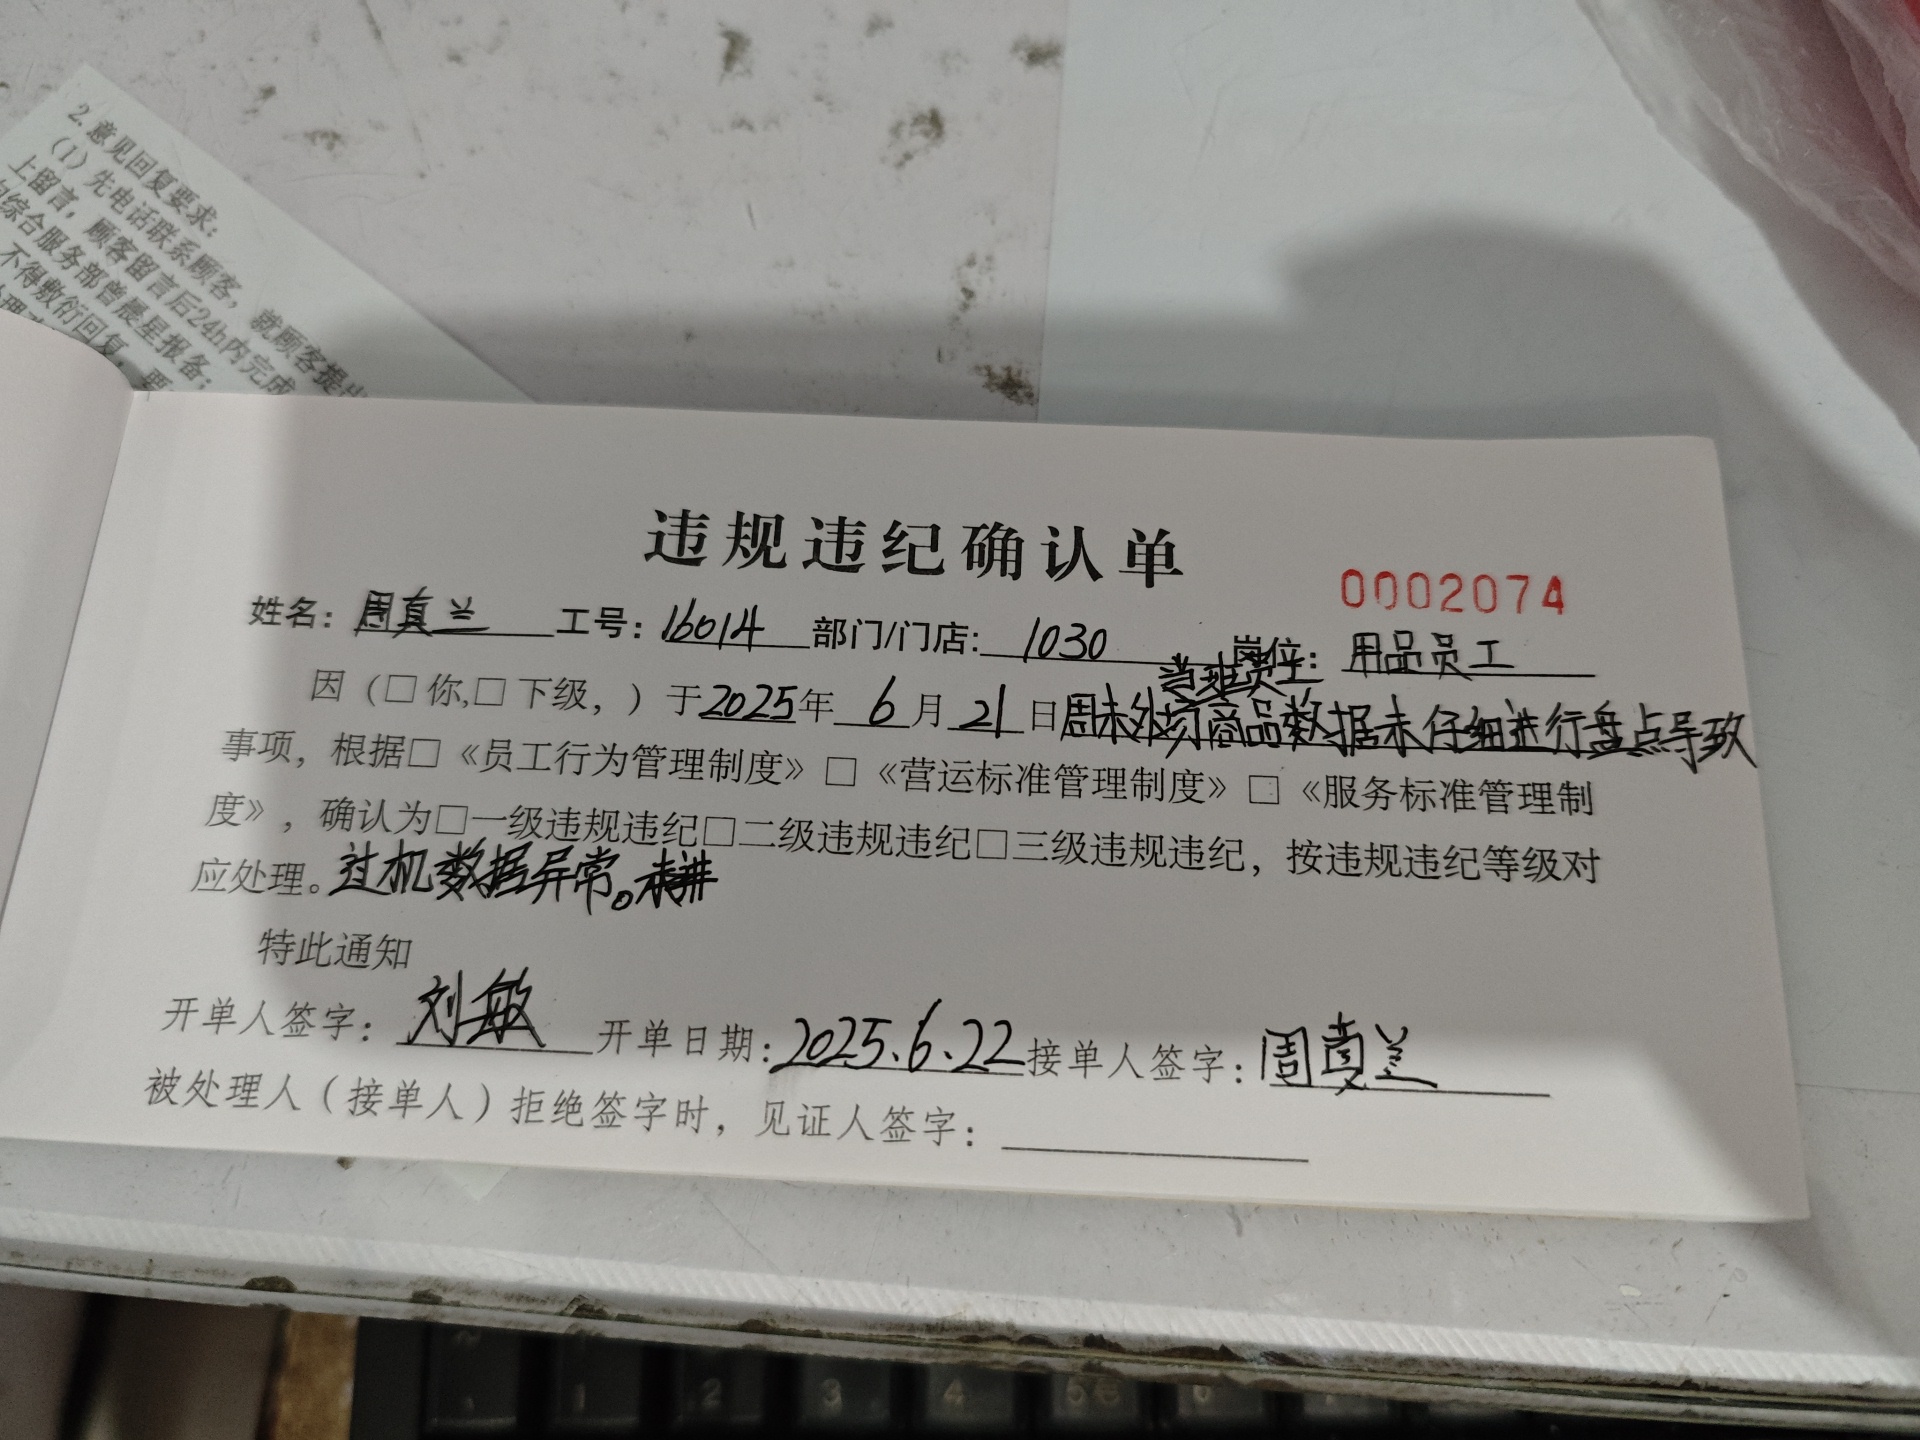 2.意见回复要求:
(1)先电话联系顾客,就顾客提出
上留言,顾客留言后24h内完成
综合服务部曾晨星报备;
不得敷衍回复,要
违规违纪确认单
0002074
姓名:周真兰 工号:16014 部门/门店:1030 岗位:用品员工
当班员工
因(□你,□下级,)于2025年6月21日周末外场商品数据未仔细进行盘点导致
事项,根据□《员工行为管理制度》□《营运标准管理制度》□《服务标准管理制
度》,确认为□一级违规违纪□二级违规违纪□三级违规违纪,按违规违纪等级对
应处理。过机数据异常。
特此通知
开单人签字:刘敏 开单日期:2025.6.22 接单人签字:周真兰
被处理人(接单人)拒绝签字时,见证人签字:
1 2 3 4 5 6